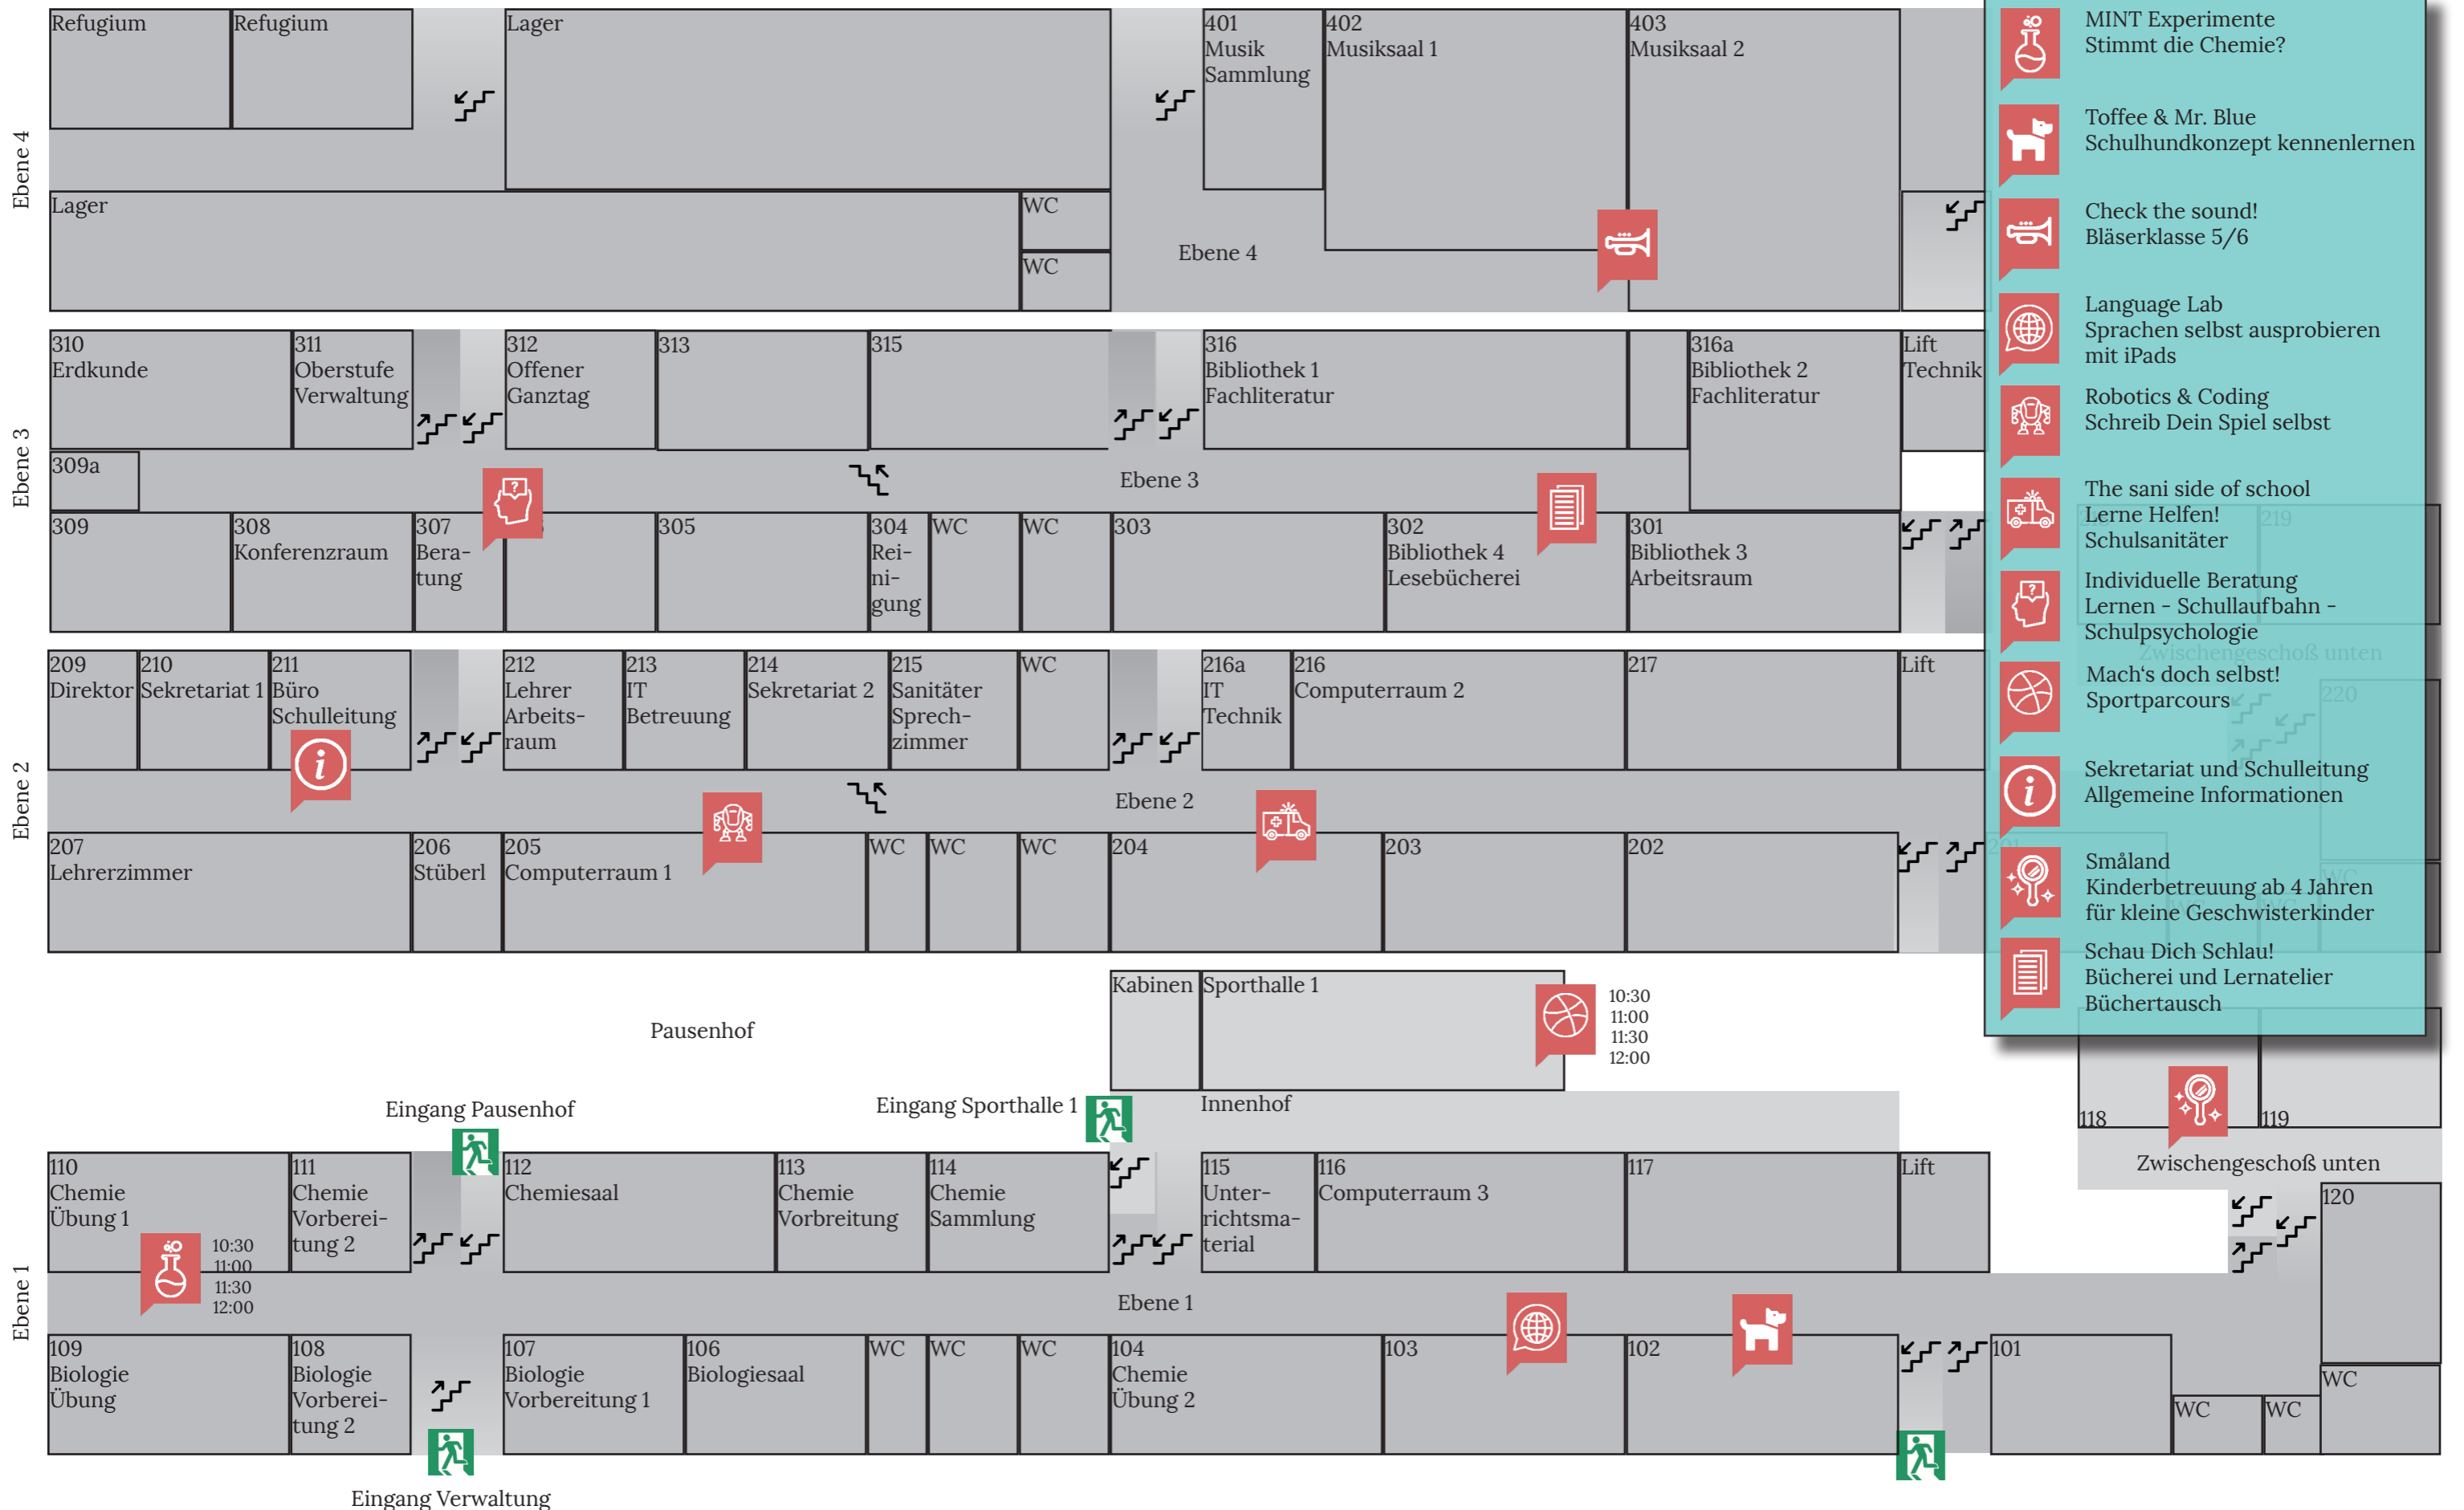 Ebene 4
Refugium
Refugium
Lager
401
Musik
Sammlung
402
Musiksaal 1
403
Musiksaal 2
Lager
WC
WC
Ebene 4
Ebene 3
310
Erdkunde
311
Oberstufe
Verwaltung
312
Offener
Ganztag
313
315
316
Bibliothek 1
Fachliteratur
316a
Bibliothek 2
Fachliteratur
Lift
Technik
309a
Ebene 3
309
308
Konferenzraum
307
Bera-
tung
305
304
Rei-
ni-
gung
WC
WC
303
302
Bibliothek 4
Lesebücherei
301
Bibliothek 3
Arbeitsraum
Ebene 2
209
Direktor
210
Sekretariat 1
211
Büro
Schulleitung
212
Lehrer
Arbeits-
raum
213
IT
Betreuung
214
Sekretariat 2
215
Sanitäter
Sprech-
zimmer
WC
216a
IT
Technik
216
Computerraum 2
217
Lift
Ebene 2
207
Lehrerzimmer
206
Stüberl
205
Computerraum 1
WC
WC
WC
204
203
202
201
WC
WC
WC
219
Zwischengeschoß unten
220
Pausenhof
Kabinen
Sporthalle 1
10:30
11:00
11:30
12:00
Eingang Pausenhof
Eingang Sporthalle 1
Innenhof
118
119
Zwischengeschoß unten
Ebene 1
110
Chemie
Übung 1
10:30
11:00
11:30
12:00
111
Chemie
Vorberei-
tung 2
112
Chemiesaal
113
Chemie
Vorbreitung
114
Chemie
Sammlung
115
Unter-
richtsma-
terial
116
Computerraum 3
117
Lift
120
Ebene 1
109
Biologie
Übung
108
Biologie
Vorberei-
tung 2
107
Biologie
Vorbereitung 1
106
Biologiesaal
WC
WC
WC
104
Chemie
Übung 2
103
102
101
WC
WC
WC
Eingang Verwaltung
MINT Experimente
Stimmt die Chemie?
Toffee & Mr. Blue
Schulhundkonzept kennenlernen
Check the sound!
Bläserklasse 5/6
Language Lab
Sprachen selbst ausprobieren
mit iPads
Robotics & Coding
Schreib Dein Spiel selbst
The sani side of school
Lerne Helfen!
Schulsanitäter
Individuelle Beratung
Lernen - Schullaufbahn -
Schulpsychologie
Mach's doch selbst!
Sportparcours
Sekretariat und Schulleitung
Allgemeine Informationen
Småland
Kinderbetreuung ab 4 Jahren
für kleine Geschwisterkinder
Schau Dich Schlau!
Bücherei und Lernatelier
Büchertausch